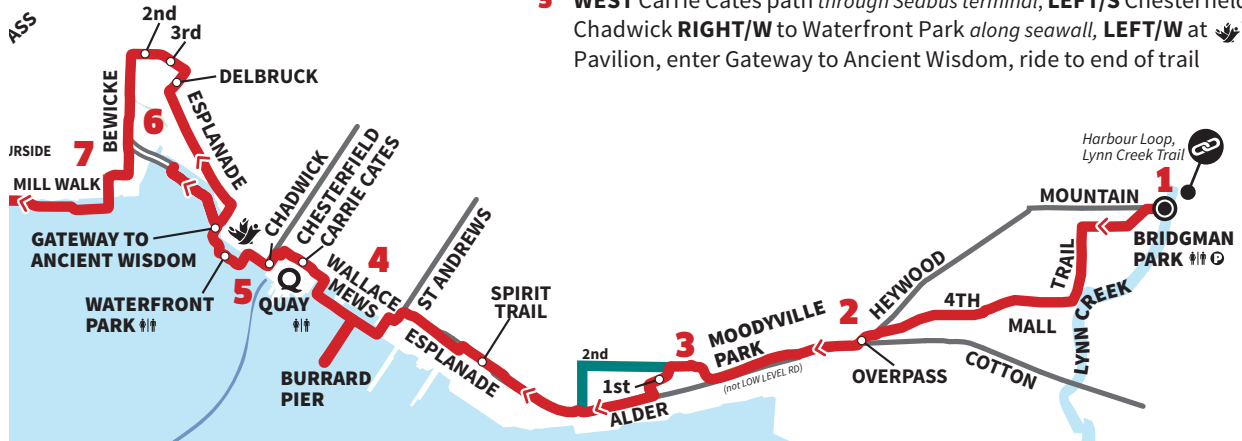 5 WEST Carrie Cates path through Seabus terminal, LEFT/S Chesterfield
Chadwick RIGHT/W to Waterfront Park along seawall, LEFT/W at
Pavilion, enter Gateway to Ancient Wisdom, ride to end of trail
ASS
2nd
3rd
DELBRUCK
BEWICKE
6
ESPLANADE
URSIDE
7
MILL WALK
GATEWAY TO
ANCIENT WISDOM
CHADWICK
CHESTERFIELD
CARRIE CATES
WATERFRONT
PARK
5
Q
QUAY
WALLACE
MEWS
4
ST ANDREWS
BURRARD
PIER
SPIRIT
TRAIL
ESPLANADE
2nd
1st
3
ALDER
MOODYVILLE
PARK
(not LOW LEVEL RD)
2
HEYWOOD
OVERPASS
4TH
MALL
COTTON
TRAIL
LYNN CREEK
MOUNTAIN
Harbour Loop,
Lynn Creek Trail
1
BRIDGMAN
PARK P